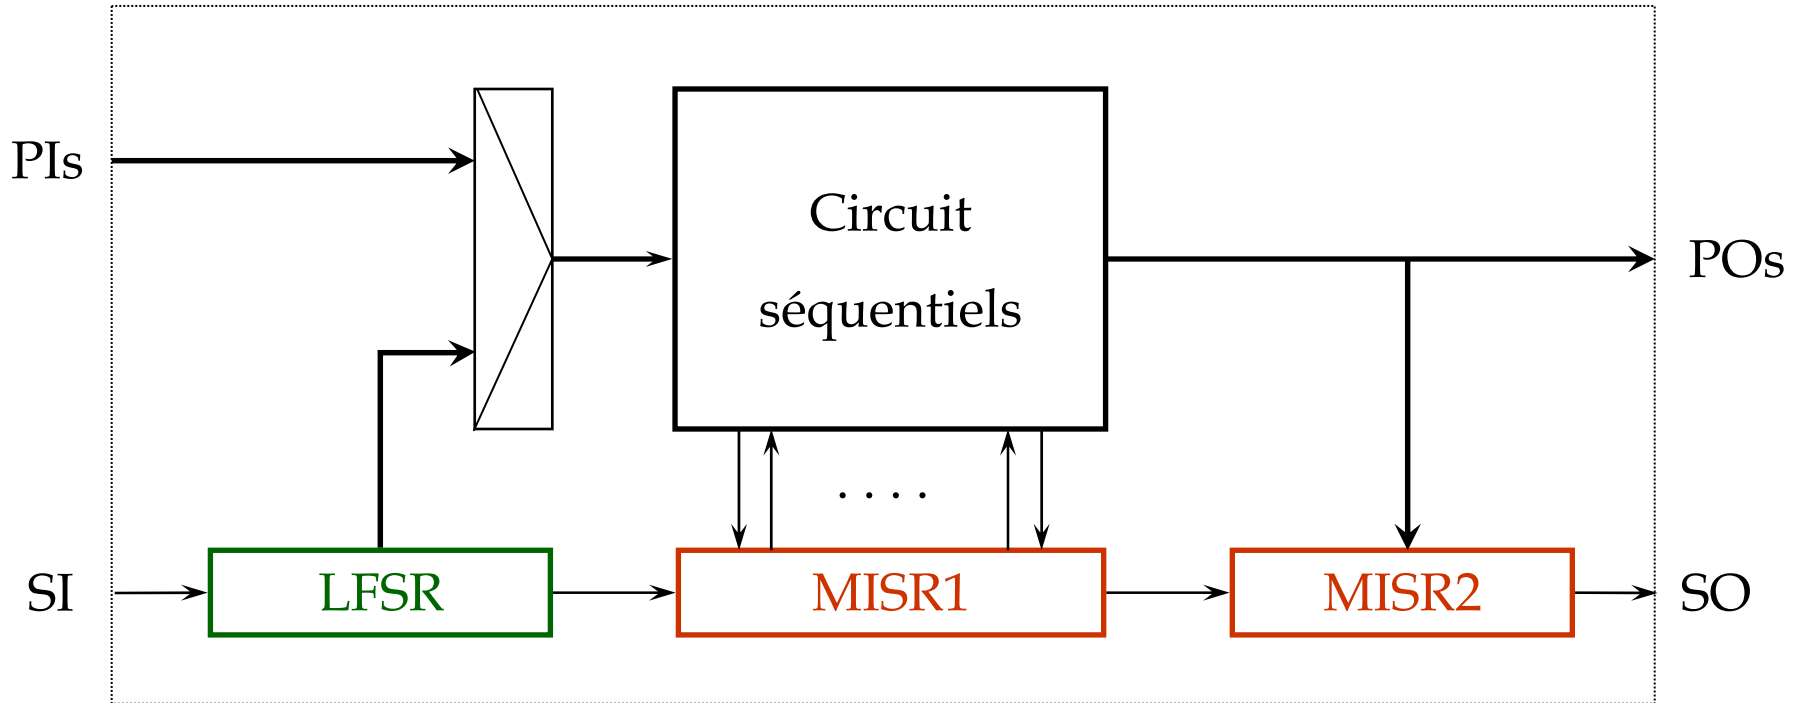 PIs
Circuit
séquentiels
POs
. . . .
SI
LFSR
MISR1
MISR2
SO